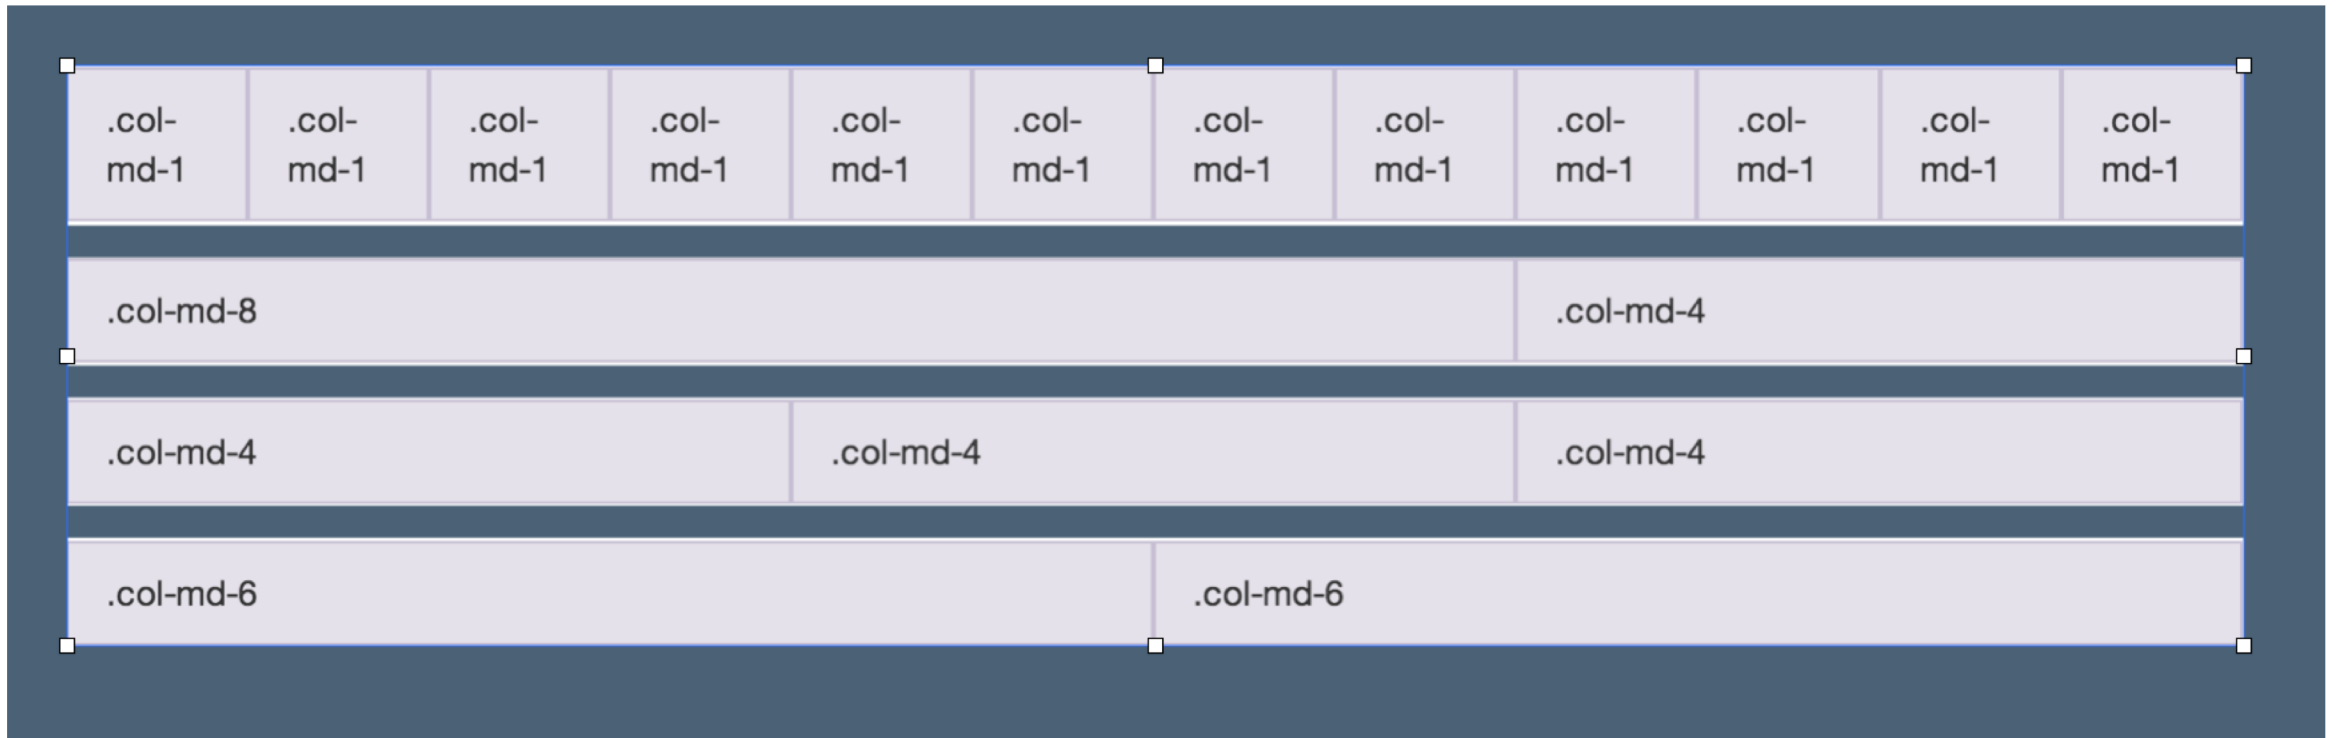 .col- .col- .col- .col- .col- .col- .col- .col- .col- .col- .col- .col-
md-1 md-1 md-1 md-1 md-1 md-1 md-1 md-1 md-1 md-1 md-1 md-1
.col-md-8 .col-md-4
.col-md-4 .col-md-4 .col-md-4
.col-md-6 .col-md-6